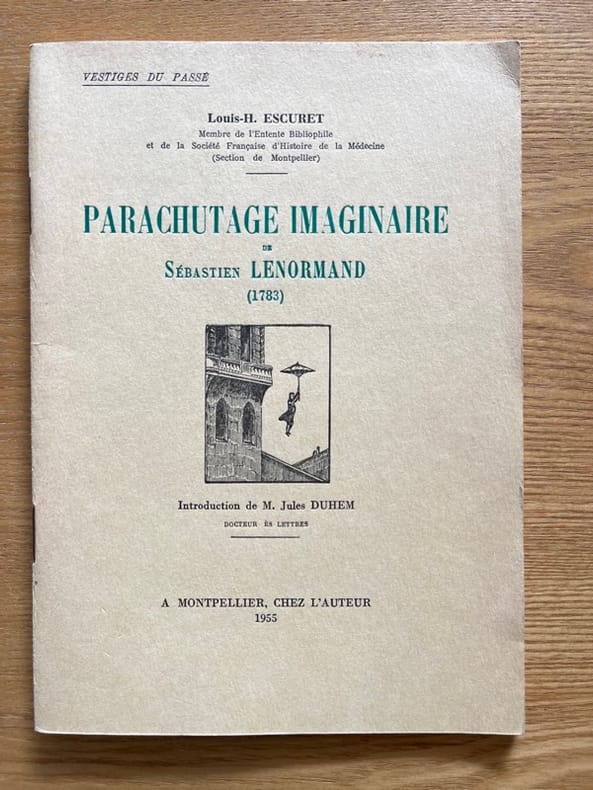 VESTIGES DU PASSÉ
Louis-H. ESCURET
Membre de l'Entente Bibliophile
et de la Société Française d'Histoire de la Médecine
(Section de Montpellier)
PARACHUTAGE IMAGINAIRE
DE
SÉBASTIEN LENORMAND
(1783)
Introduction de M. Jules DUHEM
DOCTEUR ÈS LETTRES
A MONTPELLIER, CHEZ L'AUTEUR
1955